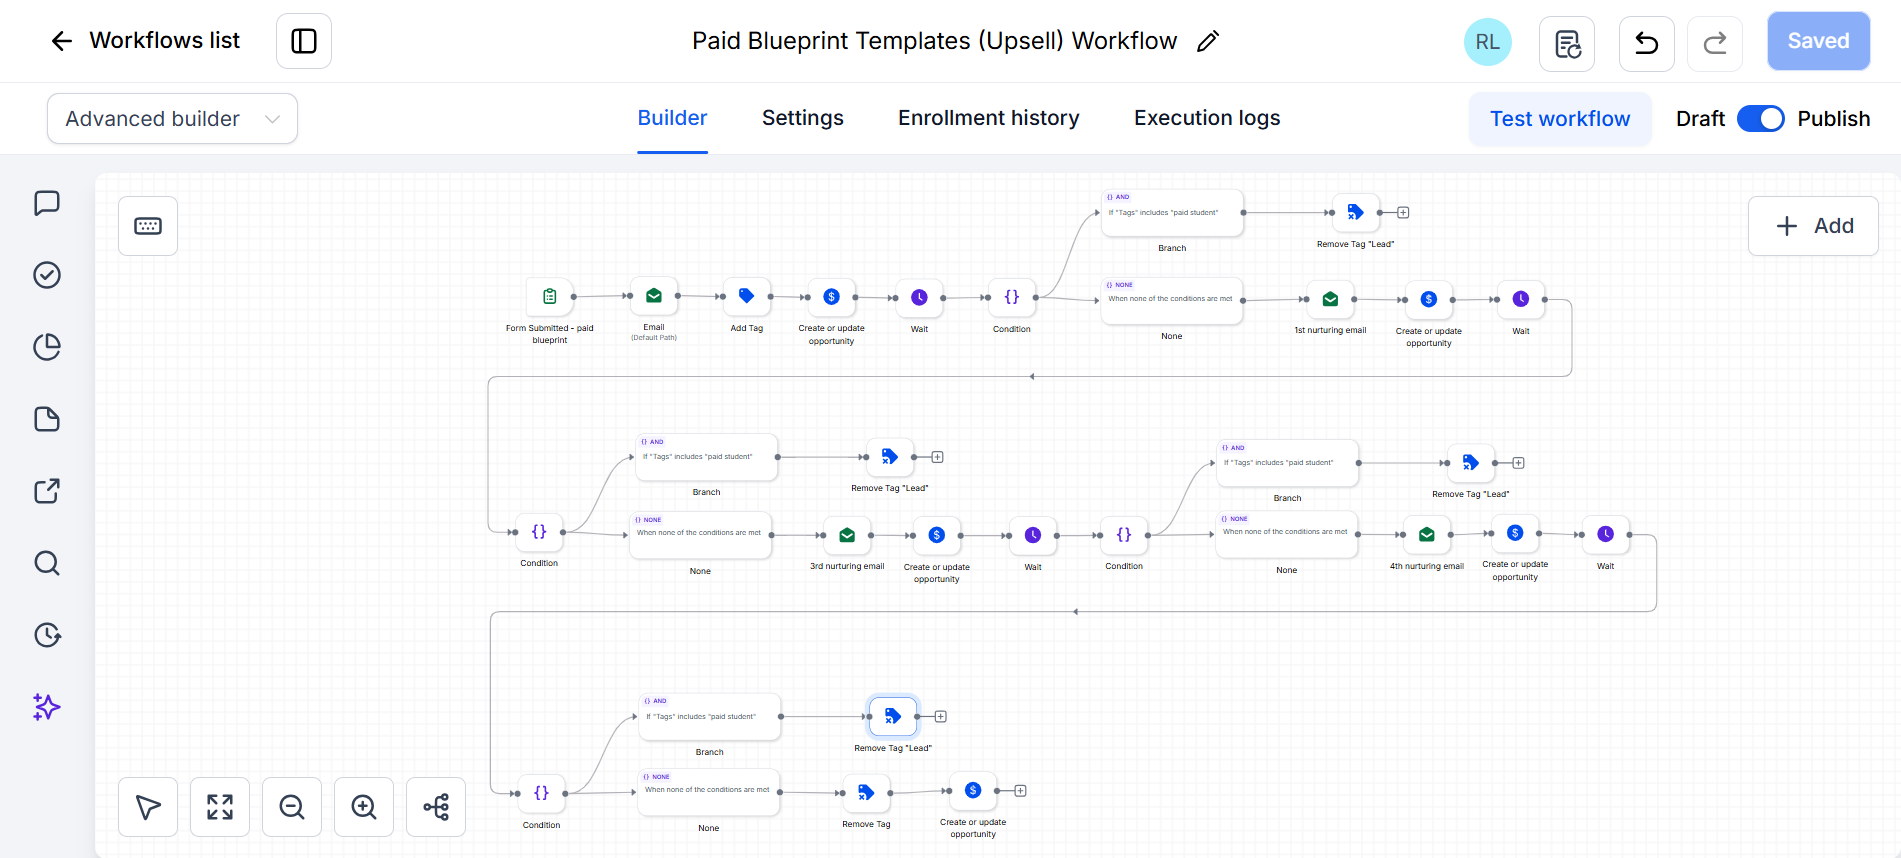 Workflows list
Paid Blueprint Templates (Upsell) Workflow
RL
Saved
Advanced builder
Builder
Settings
Enrollment history
Execution logs
Test workflow
Draft
Publish
Add
{} AND
If "Tags" includes "paid student"
Branch
Remove Tag "Lead"
Form Submitted - paid
blueprint
Email
(Default Path)
Add Tag
Create or update
opportunity
Wait
{}
Condition
{} NONE
When none of the conditions are met
None
1st nurturing email
Create or update
opportunity
Wait
{} AND
If "Tags" includes "paid student"
Branch
Remove Tag "Lead"
{} AND
If "Tags" includes "paid student"
Branch
Remove Tag "Lead"
{}
Condition
{} NONE
When none of the conditions are met
None
3rd nurturing email
Create or update
opportunity
Wait
{}
Condition
{} NONE
When none of the conditions are met
None
4th nurturing email
Create or update
opportunity
Wait
{} AND
If "Tags" includes "paid student"
Branch
Remove Tag "Lead"
{}
Condition
{} NONE
When none of the conditions are met
None
Remove Tag
Create or update
opportunity